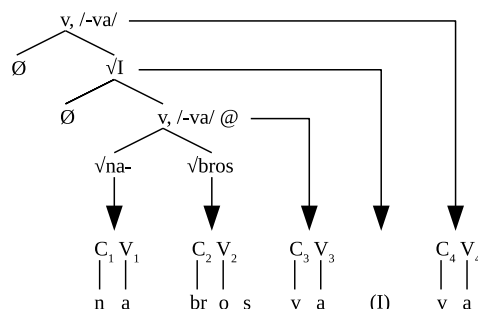 v, /-va/
Ø √I
Ø v, /-va/ @
√na- √bros
C₁ V₁ C₂ V₂ C₃ V₃ C₄ V₄
n a br o s v a (I) v a